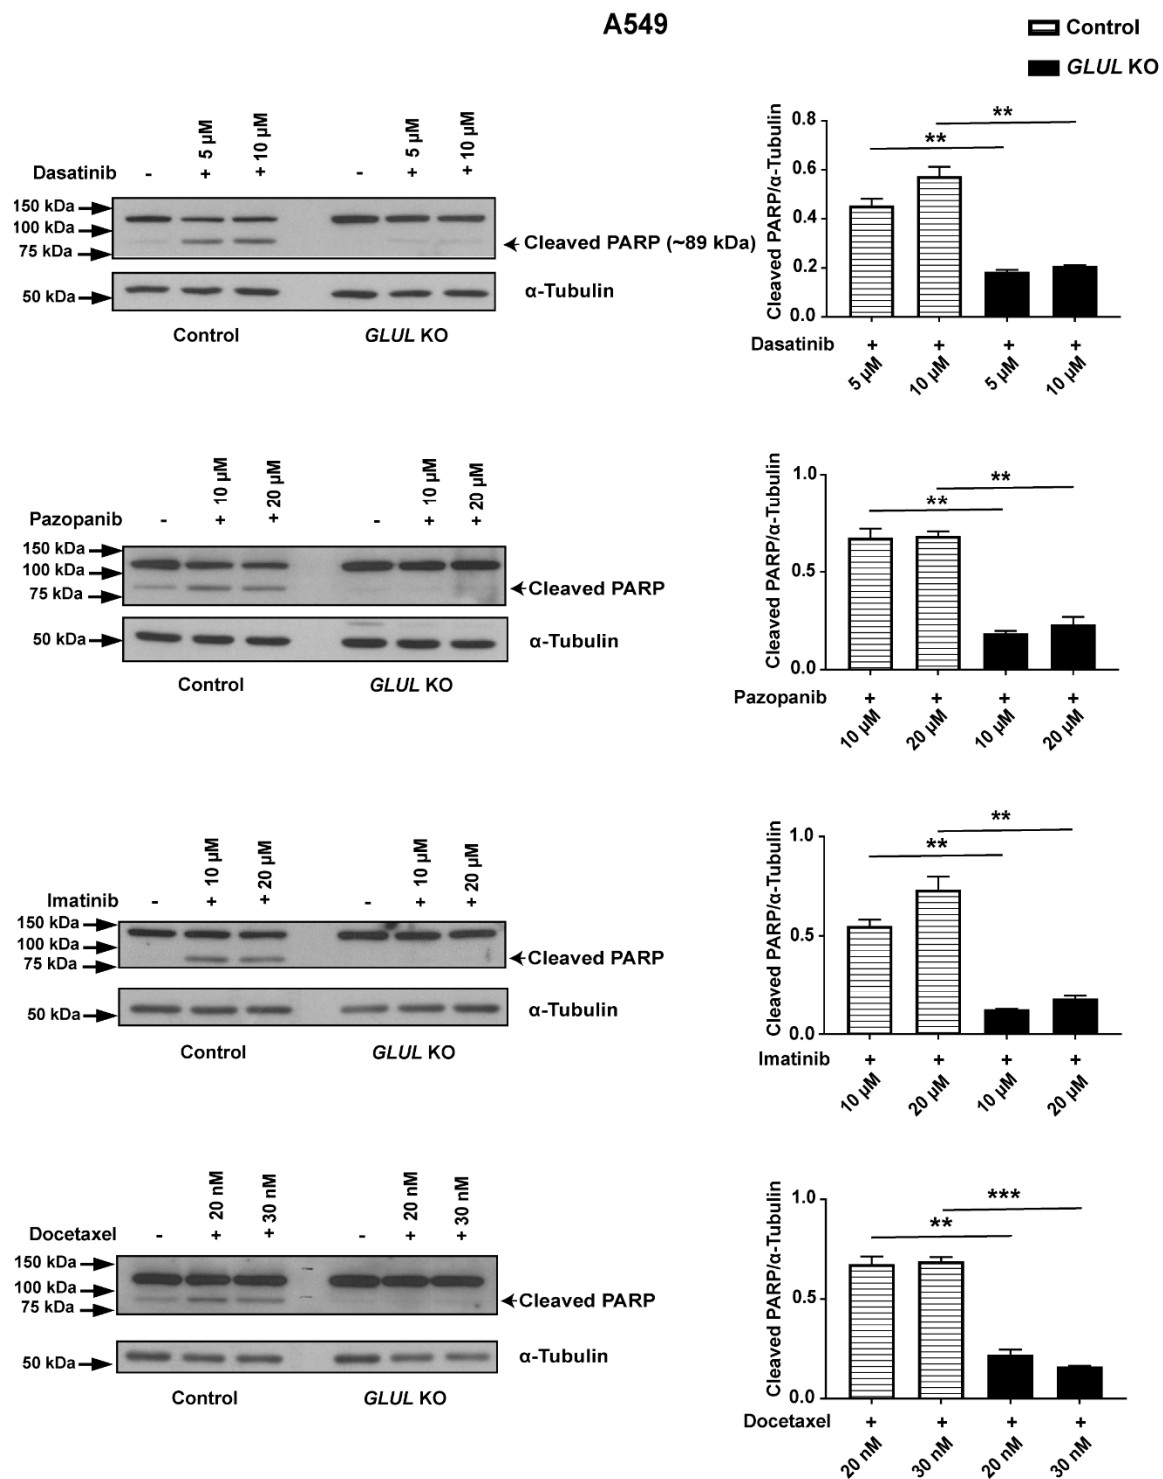 A549
Control
GLUL KO
Dasatinib - + 5 µM + 10 µM - + 5 µM + 10 µM
150 kDa
100 kDa
75 kDa
Cleaved PARP (~89 kDa)
50 kDa
α-Tubulin
Control GLUL KO
Cleaved PARP/α-Tubulin
0.8
0.6
0.4
0.2
0.0
** **
Dasatinib + + + +
5 µM 10 µM 5 µM 10 µM
Pazopanib - + 10 µM + 20 µM - + 10 µM + 20 µM
150 kDa
100 kDa
75 kDa
Cleaved PARP
50 kDa
α-Tubulin
Control GLUL KO
Cleaved PARP/α-Tubulin
1.0
0.5
0.0
** **
Pazopanib + + + +
10 µM 20 µM 10 µM 20 µM
Imatinib - + 10 µM + 20 µM - + 10 µM + 20 µM
150 kDa
100 kDa
75 kDa
Cleaved PARP
50 kDa
α-Tubulin
Control GLUL KO
Cleaved PARP/α-Tubulin
1.0
0.5
0.0
** **
Imatinib + + + +
10 µM 20 µM 10 µM 20 µM
Docetaxel - + 20 nM + 30 nM - + 20 nM + 30 nM
150 kDa
100 kDa
75 kDa
Cleaved PARP
50 kDa
α-Tubulin
Control GLUL KO
Cleaved PARP/α-Tubulin
1.0
0.5
0.0
** ***
Docetaxel + + + +
20 nM 30 nM 20 nM 30 nM